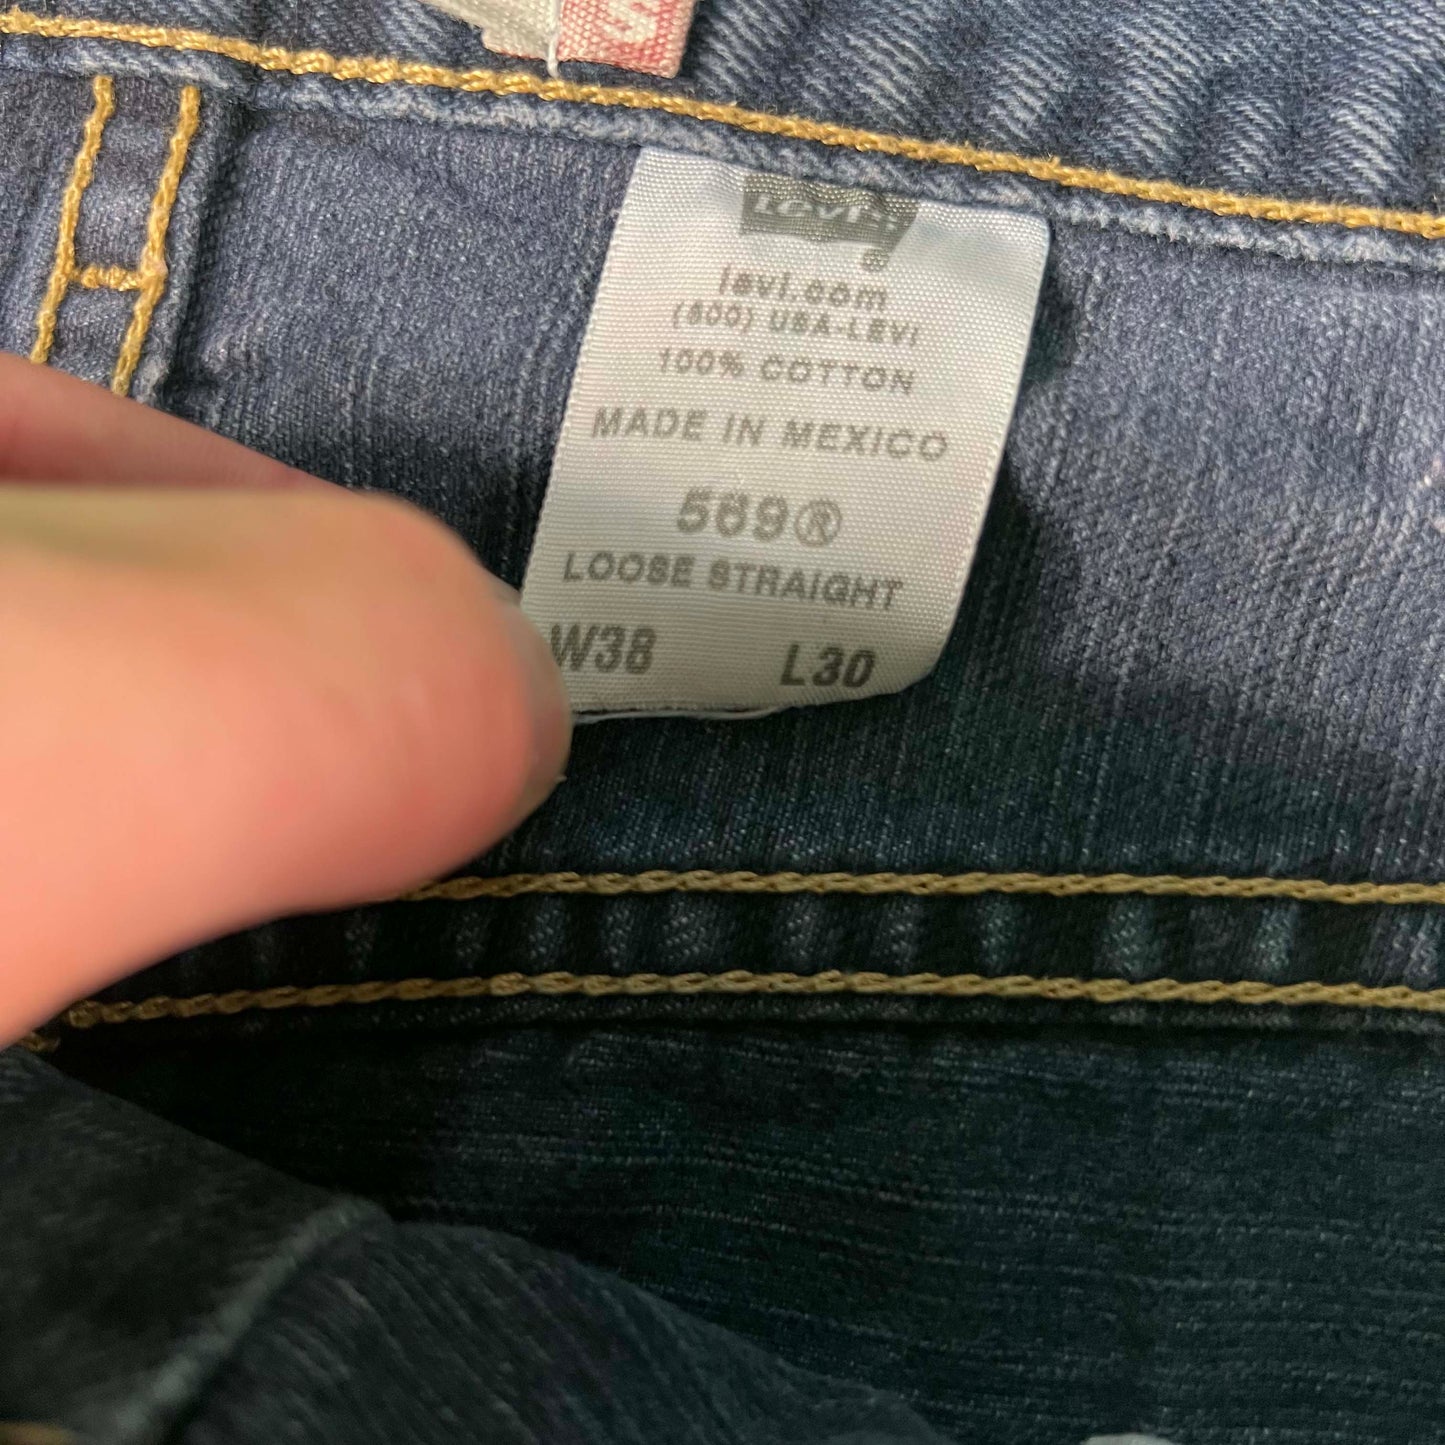 S
LEVI'S
®
levi.com
(800) USA-LEVI
100% COTTON
MADE IN MEXICO
569®
LOOSE STRAIGHT
W38 L30